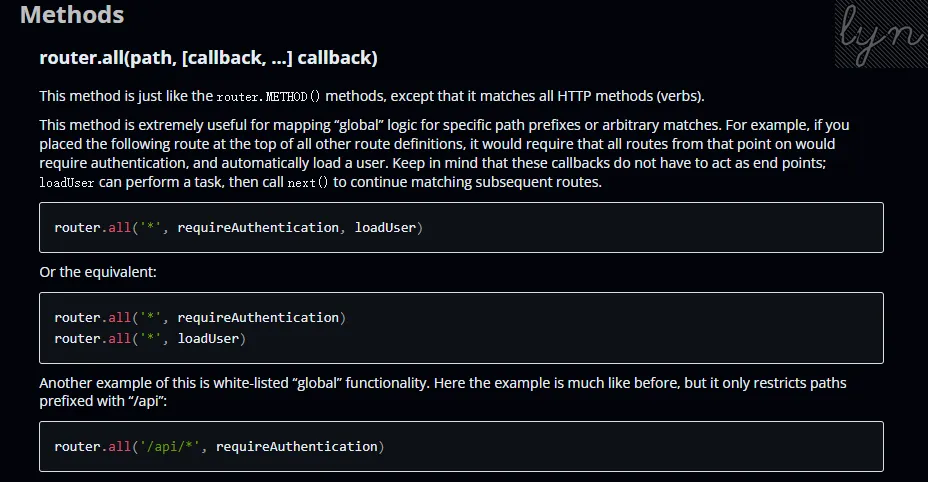 Methods
lyn
router.all(path, [callback, ...] callback)
This method is just like the router.METHOD() methods, except that it matches all HTTP methods (verbs).
This method is extremely useful for mapping “global” logic for specific path prefixes or arbitrary matches. For example, if you
placed the following route at the top of all other route definitions, it would require that all routes from that point on would
require authentication, and automatically load a user. Keep in mind that these callbacks do not have to act as end points;
loadUser can perform a task, then call next() to continue matching subsequent routes.
router.all('*', requireAuthentication, loadUser)
Or the equivalent:
router.all('*', requireAuthentication)
router.all('*', loadUser)
Another example of this is white-listed “global” functionality. Here the example is much like before, but it only restricts paths
prefixed with “/api”:
router.all('/api/*', requireAuthentication)